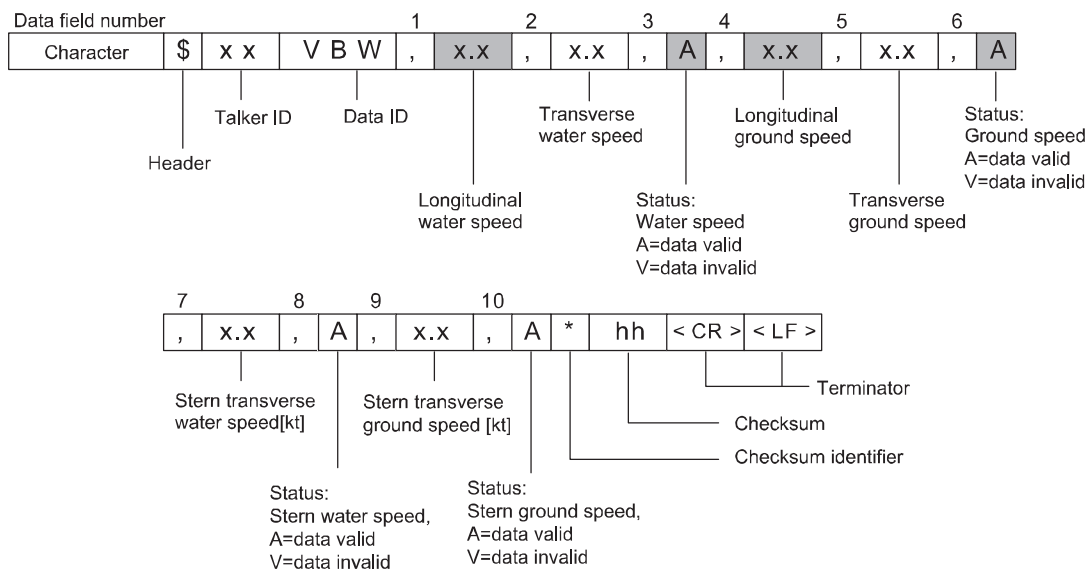 Data field number
1 2 3 4 5 6
Character $ x x V B W , x.x , x.x , A , x.x , x.x , A
Talker ID
Data ID
Header
Longitudinal
water speed
Transverse
water speed
Status:
Water speed
A=data valid
V=data invalid
Longitudinal
ground speed
Transverse
ground speed
Status:
Ground speed
A=data valid
V=data invalid
7 8 9 10
, x.x , A , x.x , A * hh < CR > < LF >
Stern transverse
water speed[kt]
Stern transverse
ground speed [kt]
Terminator
Checksum
Checksum identifier
Status:
Stern water speed,
A=data valid
V=data invalid
Status:
Stern ground speed,
A=data valid
V=data invalid